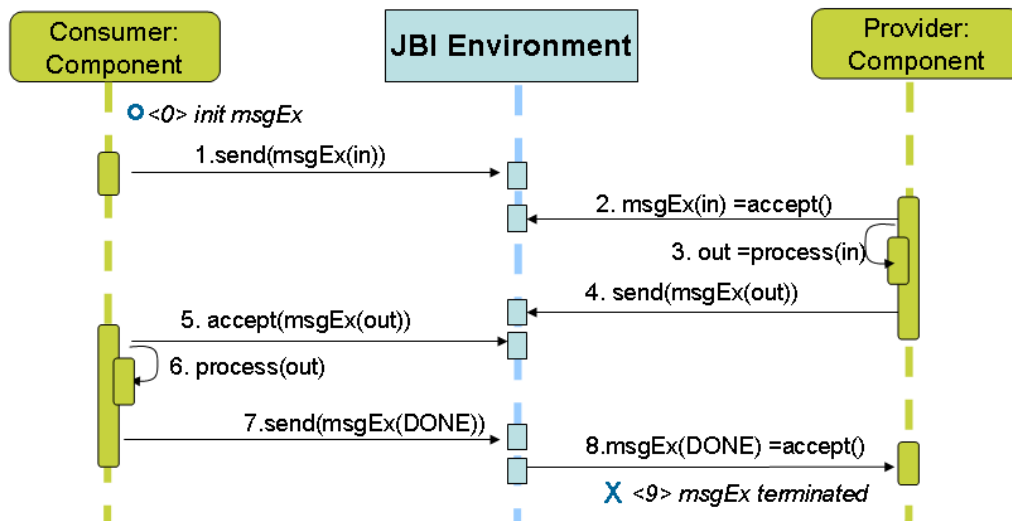 Consumer:
Component
JBI Environment
Provider:
Component
<0> init msgEx
1.send(msgEx(in))
2. msgEx(in) =accept()
3. out =process(in)
4. send(msgEx(out))
5. accept(msgEx(out))
6. process(out)
7.send(msgEx(DONE))
8.msgEx(DONE) =accept()
X <9> msgEx terminated